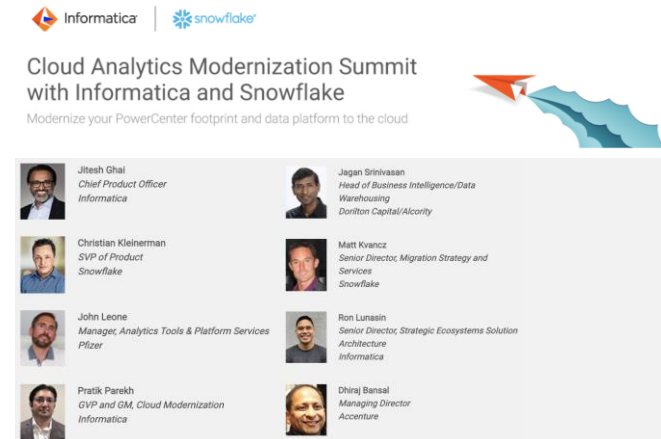 Informatica
snowflake
Cloud Analytics Modernization Summit
with Informatica and Snowflake
Modernize your PowerCenter footprint and data platform to the cloud
Jitesh Ghai
Chief Product Officer
Informatica
Christian Kleinerman
SVP of Product
Snowflake
John Leone
Manager, Analytics Tools & Platform Services
Pfizer
Pratik Parekh
GVP and GM, Cloud Modernization
Informatica
Jagan Srinivasan
Head of Business Intelligence/Data
Warehousing
Dorilton Capital/Alcority
Matt Kvancz
Senior Director, Migration Strategy and
Services
Snowflake
Ron Lunasin
Senior Director, Strategic Ecosystems Solution
Architecture
Informatica
Dhiraj Bansal
Managing Director
Accenture